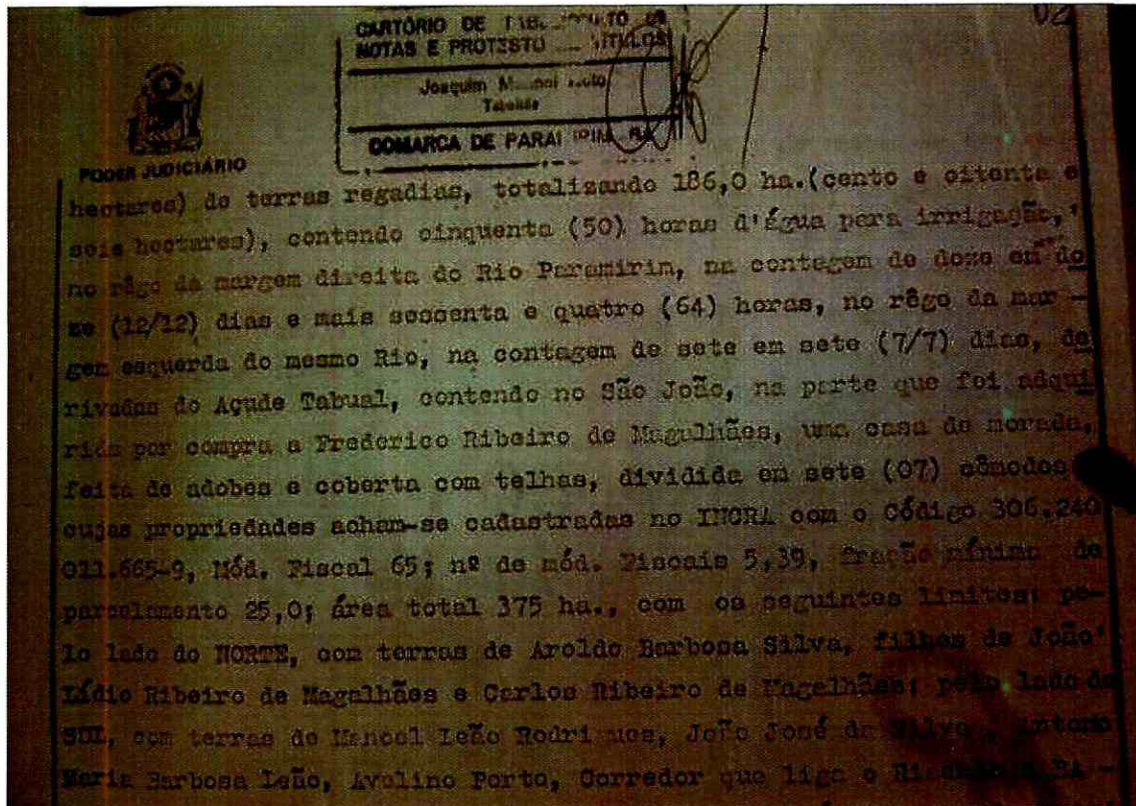 02
CARTÓRIO DE
NOTAS E PROTESTO
Joaquim
COMARCA DE
PODER JUDICIÁRIO
hectares) de terras regadias, totalizando 186,0 ha.(cento e oitenta e
seis hectares), contendo cinquenta (50) horas d'água para irrigação,'
no rêgo da margem direita do Rio Paramirim, na contagem de doze em do
ze (12/12) dias e mais sessenta e quatro (64) horas, no rêgo da mar -
gem esquerda do mesmo Rio, na contagem de sete em sete (7/7) dias, de
rivadas do Açude Tabual, contendo no São João, na parte que foi adqui
rida por compra a Frederico Ribeiro de Magalhães, uma casa de morada,
feita de adobes e coberta com telhas, dividida em sete (07) cômodos
cujas propriedades acham-se cadastradas no INCRA com o Código 306.240
011.665-9, Mód. Fiscal 65; nº de mód. Fiscais 5,39, fração mínima de
parcelamento 25,0; área total 375 ha., com os seguintes limites: pe-
lo lado do NORTE, com terras de Aroldo Barbosa Silva, filhos de João'
Lídio Ribeiro de Magalhães e Carlos Ribeiro de Magalhães; pelo lado do
SUL, com terras de Manoel Leão Rodrigues, João José da Silva, Antonio
Maria Barbosa Leão, Avelino Porto, Corredor que liga o